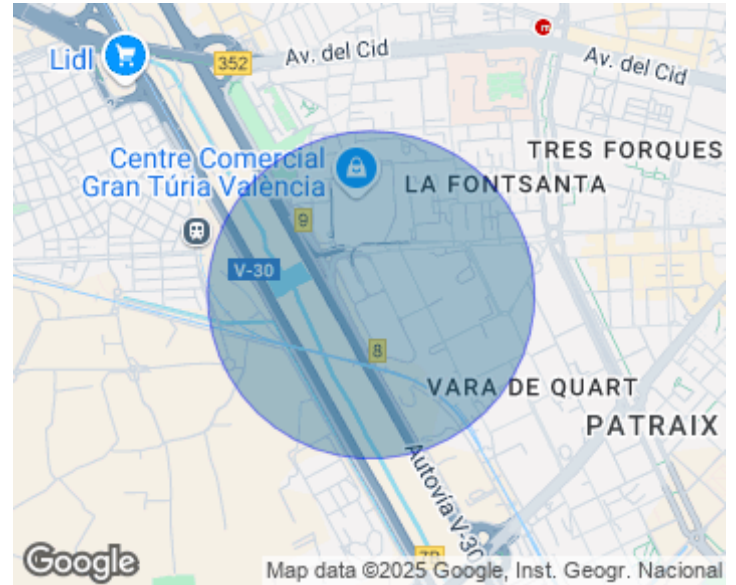 Lidl
352
Av. del Cid
Av. del Cid
Centre Comercial
Gran Túria València
TRES FORQUES
LA FONTSANTA
9
V-30
8
VARA DE QUART
PATRAIX
Autovía V-30
Google
Map data ©2025 Google, Inst. Geogr. Nacional